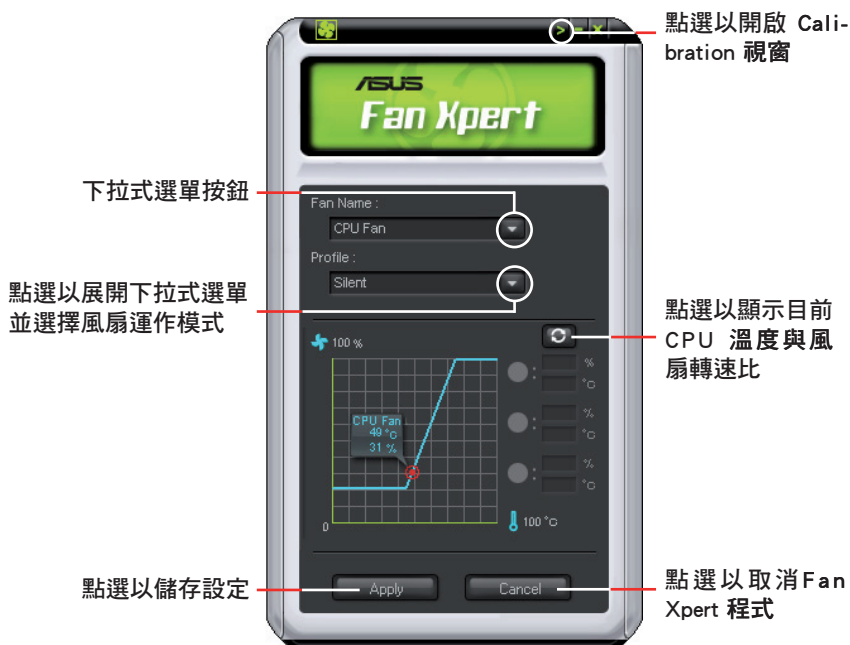 點選以開啟 Cali-
bration 視窗
ASUS
Fan Xpert
下拉式選單按鈕
Fan Name :
CPU Fan
Profile :
Silent
點選以展開下拉式選單
並選擇風扇運作模式
點選以顯示目前
CPU 溫度與風
扇轉速比
100 %
%
°C
CPU Fan
49 °C
31 %
%
°C
%
°C
0
100 °C
點選以儲存設定
Apply
Cancel
點選以取消Fan
Xpert 程式